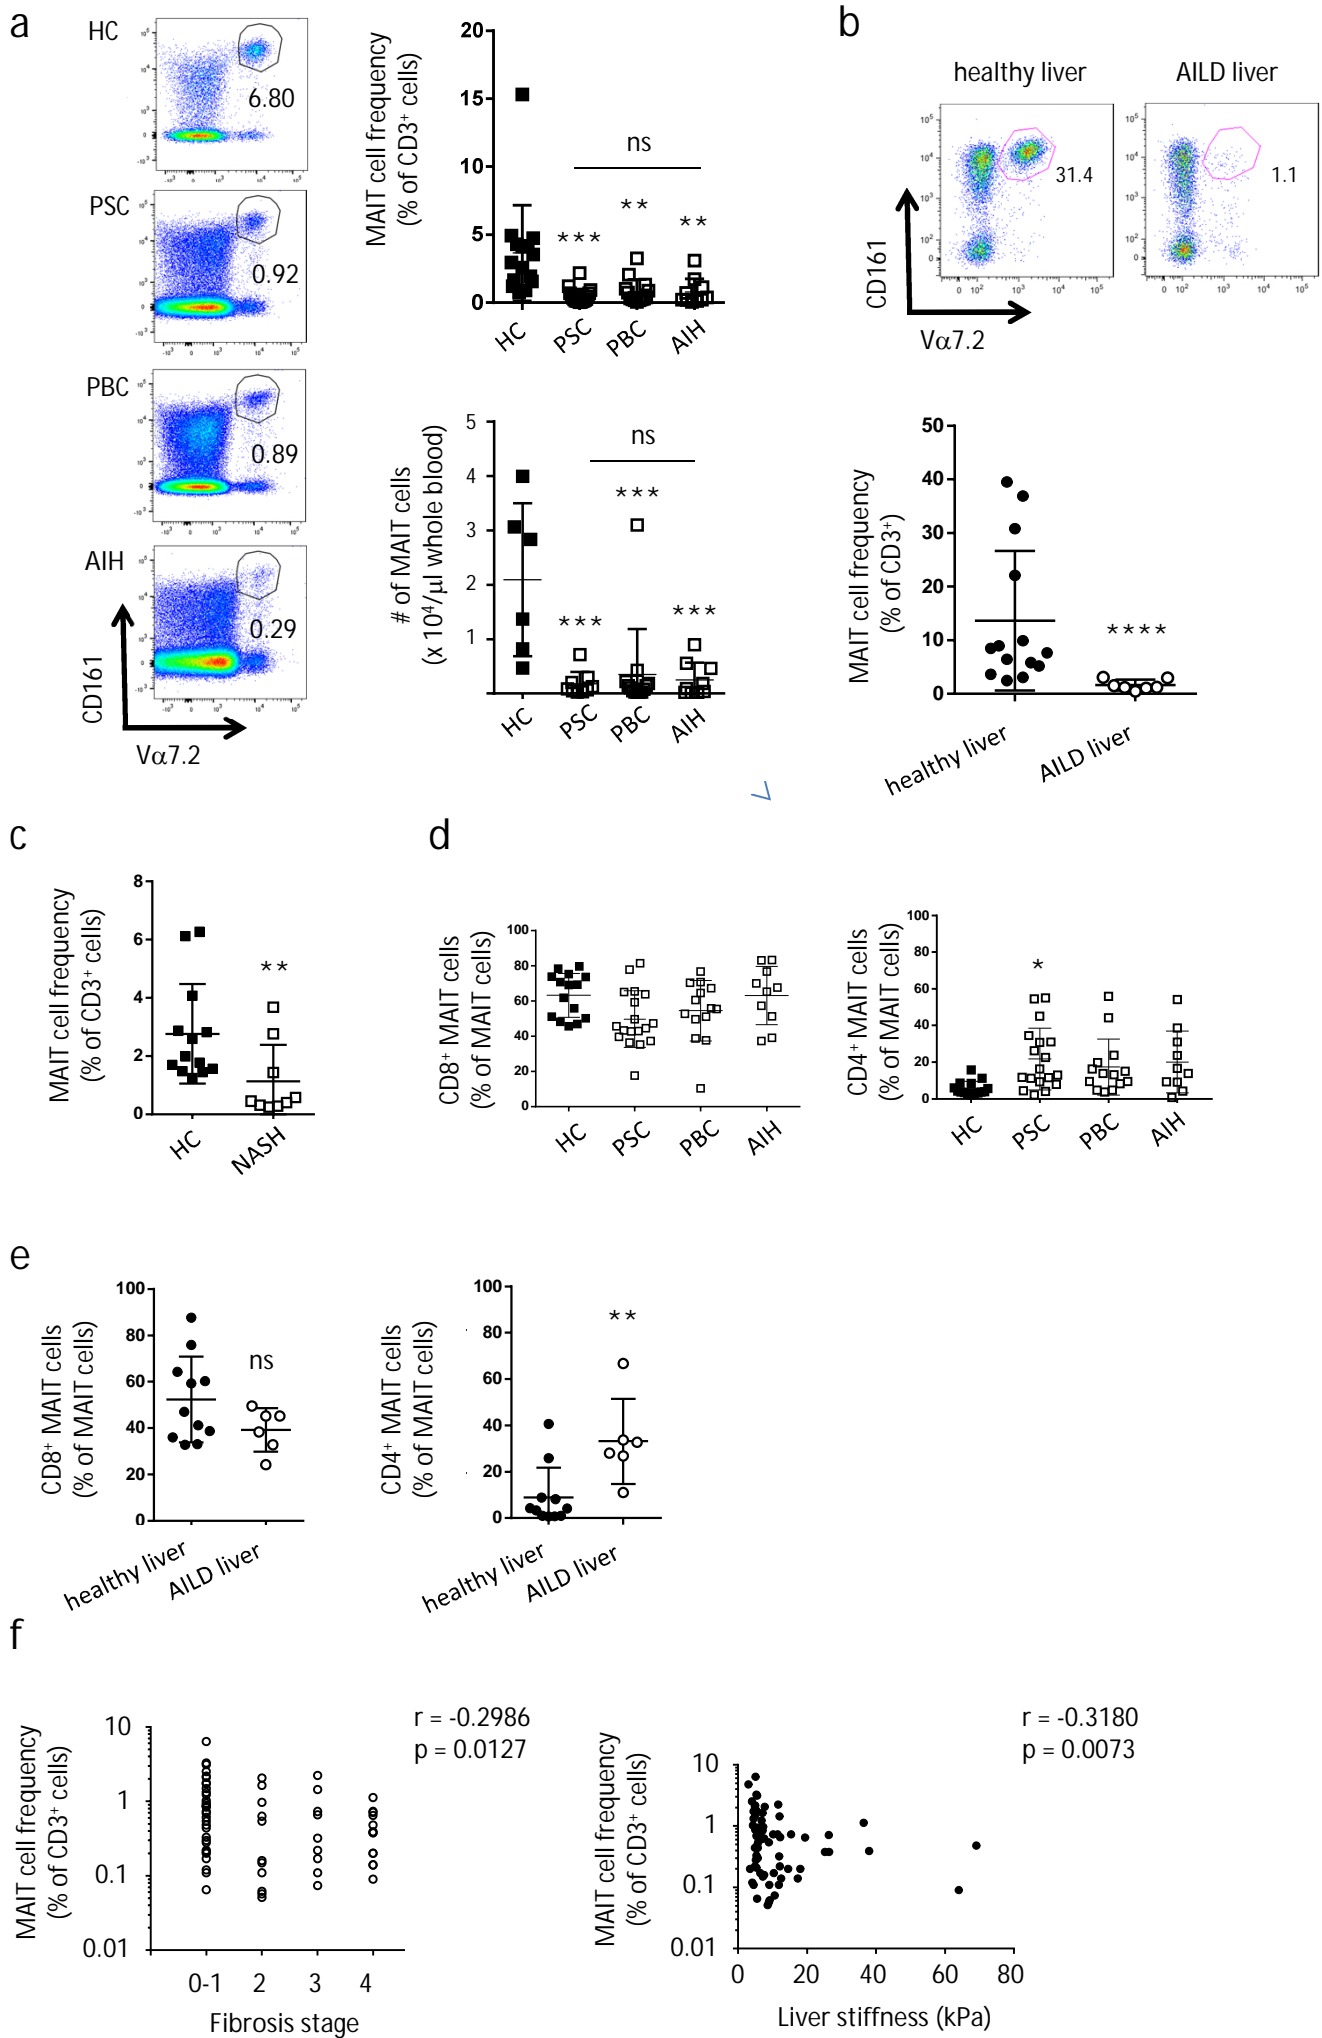 a
HC
6.80
PSC
0.92
PBC
0.89
AIH
0.29
CD161
Vα7.2
MAIT cell frequency
(% of CD3⁺ cells)
20
15
10
5
0
ns
***
**
**
HC
PSC
PBC
AIH
# of MAIT cells
(x 10⁴/μl whole blood)
5
4
3
2
1
ns
***
***
***
HC
PSC
PBC
AIH
b
healthy liver
AILD liver
31.4
1.1
CD161
Vα7.2
MAIT cell frequency
(% of CD3⁺)
50
40
30
20
10
0
****
healthy liver
AILD liver
c
MAIT cell frequency
(% of CD3⁺ cells)
8
6
4
2
0
**
HC
NASH
d
CD8⁺ MAIT cells
(% of MAIT cells)
100
80
60
40
20
0
HC
PSC
PBC
AIH
CD4⁺ MAIT cells
(% of MAIT cells)
100
80
60
40
20
0
*
HC
PSC
PBC
AIH
e
CD8⁺ MAIT cells
(% of MAIT cells)
100
80
60
40
20
0
ns
healthy liver
AILD liver
CD4⁺ MAIT cells
(% of MAIT cells)
100
80
60
40
20
0
**
healthy liver
AILD liver
f
MAIT cell frequency
(% of CD3⁺ cells)
10
1
0.1
0.01
r = -0.2986
p = 0.0127
0-1 2 3 4
Fibrosis stage
MAIT cell frequency
(% of CD3⁺ cells)
10
1
0.1
0.01
r = -0.3180
p = 0.0073
0 20 40 60 80
Liver stiffness (kPa)